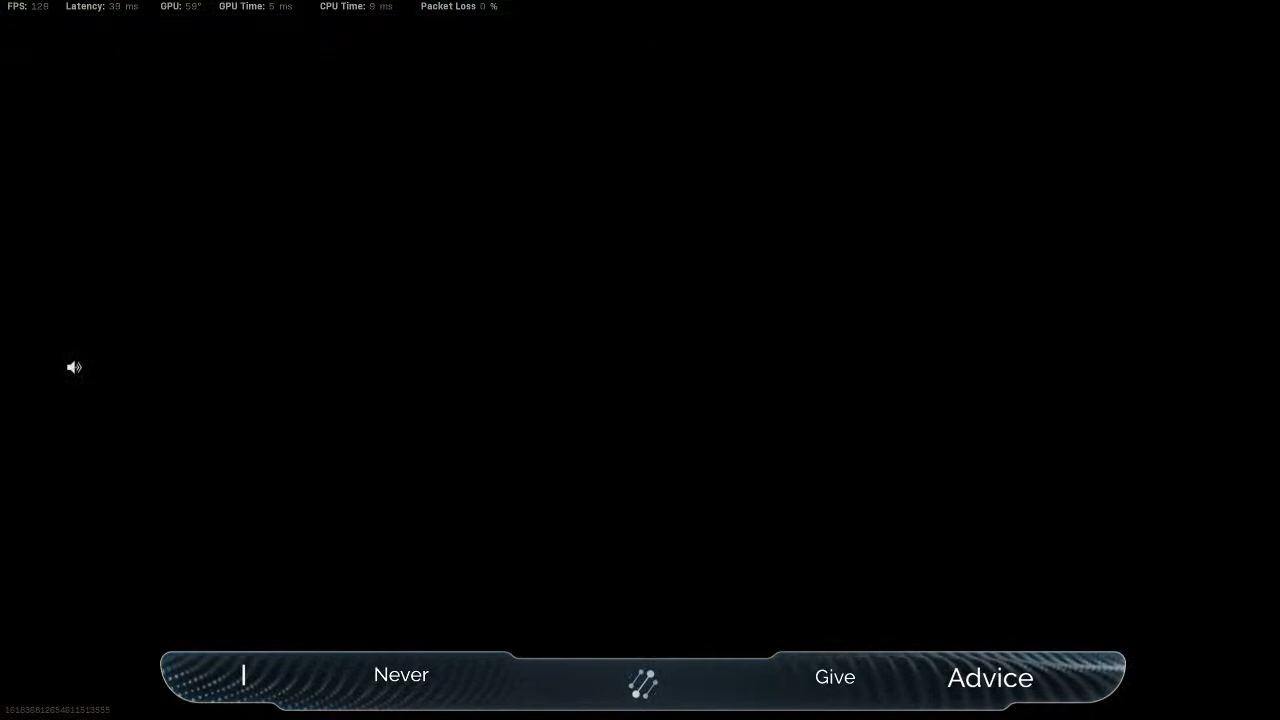 FPS: 128 Latency: 39 ms GPU: 59° GPU Time: 5 ms CPU Time: 9 ms Packet Loss 0 %
I Never Give Advice